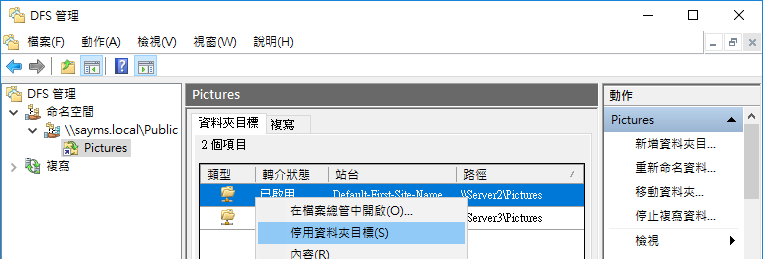 DFS 管理
檔案(F) 動作(A) 檢視(V) 視窗(W) 說明(H)
DFS 管理
命名空間
\\sayms.local\Public
Pictures
複寫
Pictures
資料夾目標 複寫
2 個項目
類型 轉介狀態 站台 路徑
已啟用 Default-First-Site-Name \\Server2\Pictures
Server3\Pictures
在檔案總管中開啟(O)...
停用資料夾目標(S)
內容(R)
動作
Pictures
新增資料夾目...
重新命名資料...
移動資料夾...
停止複寫資料...
檢視